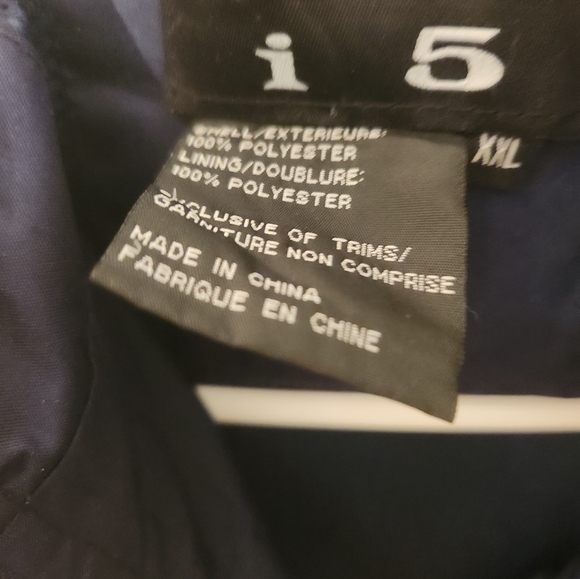 i 5
XXL
SHELL/EXTERIEURE:
100% POLYESTER
LINING/DOUBLURE:
100% POLYESTER
EXCLUSIVE OF TRIMS/
GARNITURE NON COMPRISE
MADE IN CHINA
FABRIQUE EN CHINE